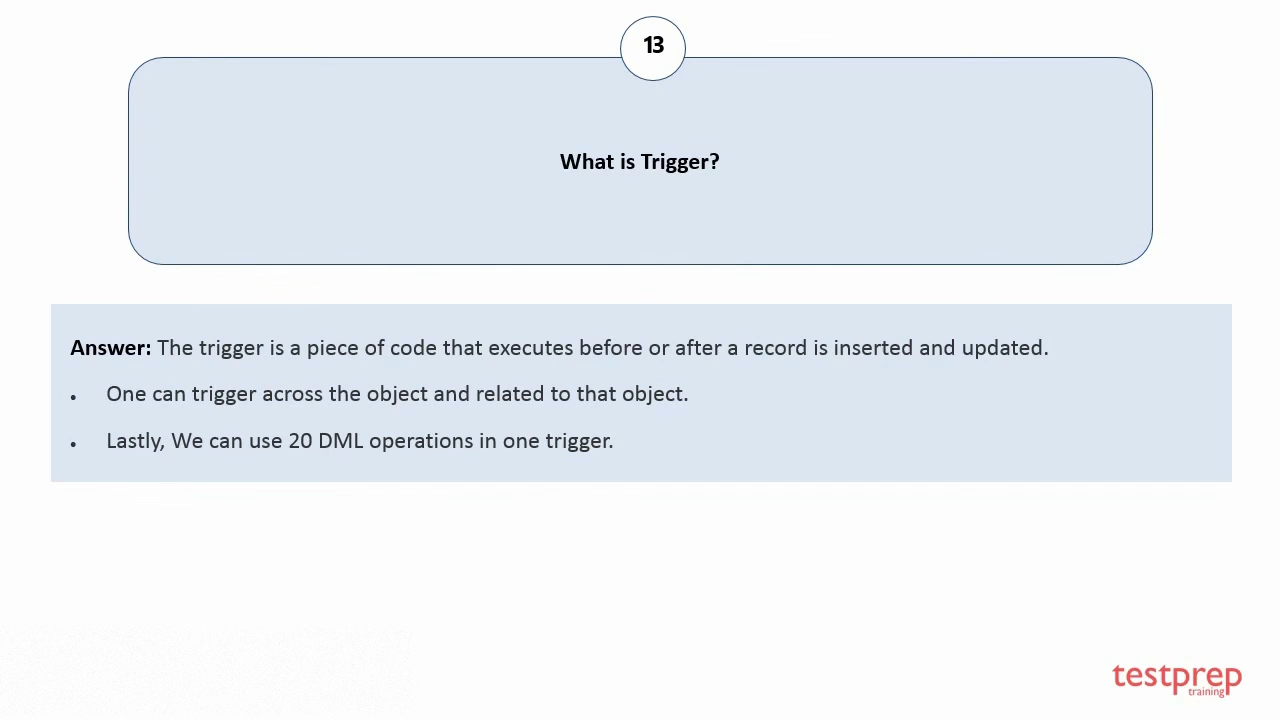 13
What is Trigger?
Answer: The trigger is a piece of code that executes before or after a record is inserted and updated.
• One can trigger across the object and related to that object.
• Lastly, We can use 20 DML operations in one trigger.
testprep
training